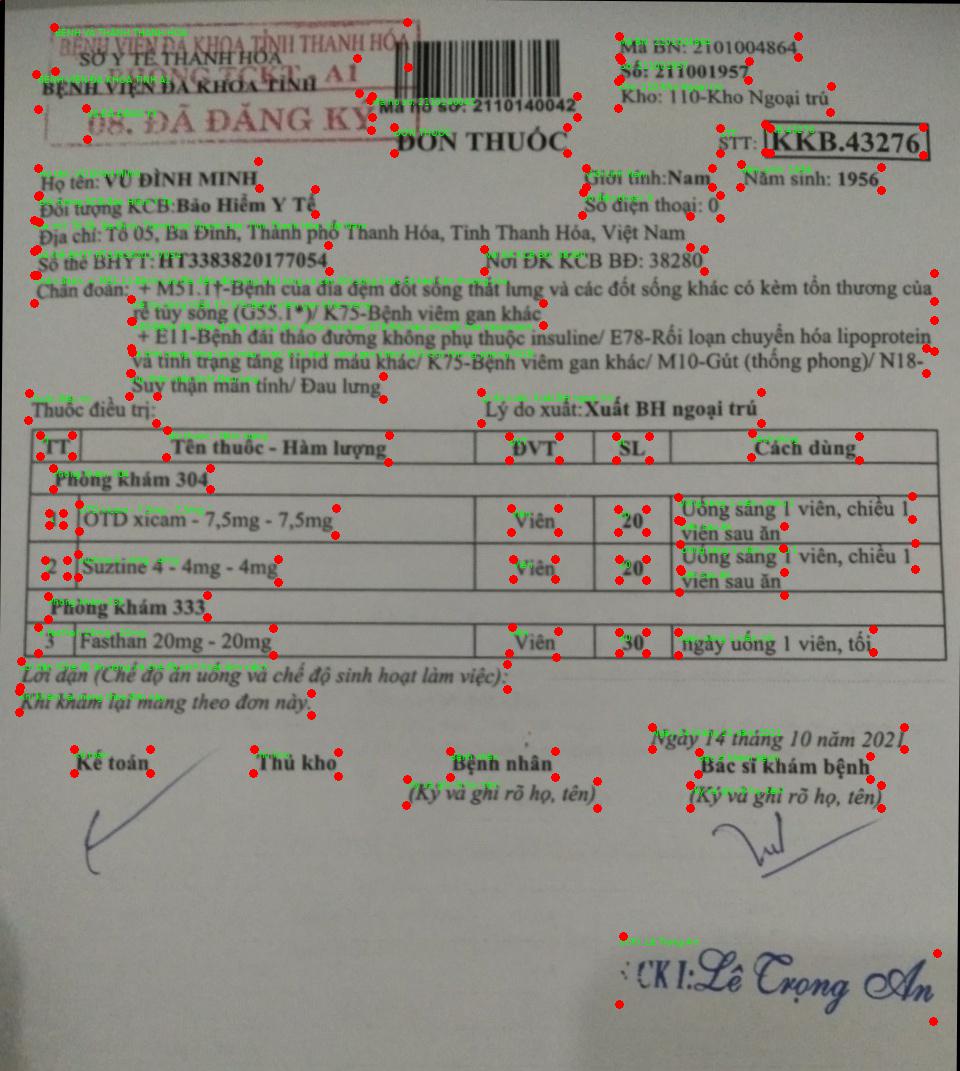 BỆNH VIỆN ĐA KHOA TỈNH THANH HÓA
SỞ Y TẾ THANH HÓA
PHÒNG TCKT - A1
BỆNH VIỆN ĐA KHOA TỈNH
08. ĐÃ ĐĂNG KÝ
Mã hồ sơ: 2110140042
Mã BN: 2101004864
Số: 211001957
Kho: 110-Kho Ngoại trú
ĐƠN THUỐC
STT: KKB.43276
Họ tên: VŨ ĐÌNH MINH Giới tính:Nam Năm sinh: 1956
Đối tượng KCB:Bảo Hiểm Y Tế Số điện thoại: 0
Địa chỉ: Tổ 05, Ba Đình, Thành phố Thanh Hóa, Tỉnh Thanh Hóa, Việt Nam
Số thẻ BHYT:HT3383820177054 Nơi ĐK KCB BĐ: 38280
Chẩn đoán: + M51.1†-Bệnh của đĩa đệm đốt sống thắt lưng và các đốt sống khác có kèm tổn thương của
rễ tủy sống (G55.1*)/ K75-Bệnh viêm gan khác
+ E11-Bệnh đái tháo đường không phụ thuộc insuline/ E78-Rối loạn chuyển hóa lipoprotein
và tình trạng tăng lipid máu khác/ K75-Bệnh viêm gan khác/ M10-Gút (thống phong)/ N18-
Suy thận mãn tính/ Đau lưng
Thuốc điều trị: Lý do xuất:Xuất BH ngoại trú
TT Tên thuốc - Hàm lượng ĐVT SL Cách dùng
Phòng khám 304
1 OTD xicam - 7,5mg - 7,5mg Viên 20 Uống sáng 1 viên, chiều 1
viên sau ăn
2 Suztine 4 - 4mg - 4mg Viên 20 Uống sáng 1 viên, chiều 1
viên sau ăn
Phòng khám 333
3 Fasthan 20mg - 20mg Viên 30 ngày uống 1 viên, tối
Lời dặn (Chế độ ăn uống và chế độ sinh hoạt làm việc):
Khi khám lại mang theo đơn này.
Ngày 14 tháng 10 năm 2021
Kế toán Thủ kho Bệnh nhân Bác sĩ khám bệnh
(Ký và ghi rõ họ, tên) (Ký và ghi rõ họ, tên)
CK I: Lê Trọng An